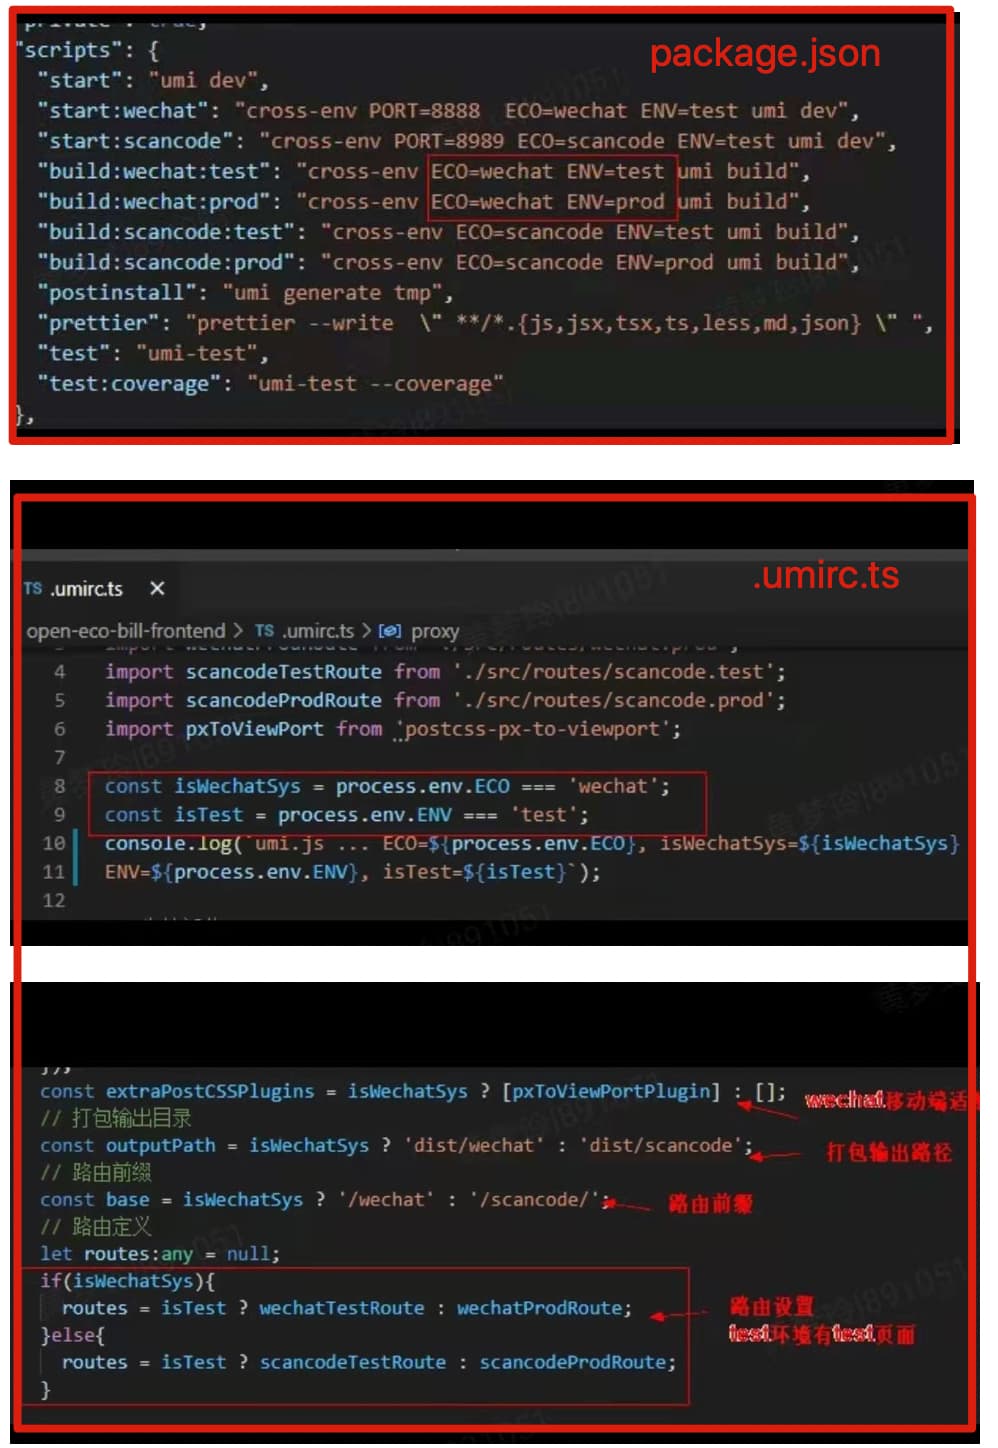 "private": true,
package.json
"scripts": {
"start": "umi dev",
"start:wechat": "cross-env PORT=8888  ECO=wechat ENV=test umi dev",
"start:scancode": "cross-env PORT=8989 ECO=scancode ENV=test umi dev",
"build:wechat:test": "cross-env ECO=wechat ENV=test umi build",
"build:wechat:prod": "cross-env ECO=wechat ENV=prod umi build",
"build:scancode:test": "cross-env ECO=scancode ENV=test umi build",
"build:scancode:prod": "cross-env ECO=scancode ENV=prod umi build",
"postinstall": "umi generate tmp",
"prettier": "prettier --write  \" **/*.{js,jsx,tsx,ts,less,md,json} \" ",
"test": "umi-test",
"test:coverage": "umi-test --coverage"
},
.umirc.ts
TS .umirc.ts ×
open-eco-bill-frontend > TS .umirc.ts > proxy
4 import scancodeTestRoute from './src/routes/scancode.test';
5 import scancodeProdRoute from './src/routes/scancode.prod';
6 import pxToViewPort from 'postcss-px-to-viewport';
7
8 const isWechatSys = process.env.ECO === 'wechat';
9 const isTest = process.env.ENV === 'test';
10 console.log(`umi.js ... ECO=${process.env.ECO}, isWechatSys=${isWechatSys}
11 ENV=${process.env.ENV}, isTest=${isTest}`);
12
});
const extraPostCSSPlugins = isWechatSys ? [pxToViewPortPlugin] : [];
wechat移动端适
// 打包输出目录
const outputPath = isWechatSys ? 'dist/wechat' : 'dist/scancode';
打包输出路径
// 路由前缀
const base = isWechatSys ? '/wechat' : '/scancode/';
路由前缀
// 路由定义
let routes:any = null;
if(isWechatSys){
routes = isTest ? wechatTestRoute : wechatProdRoute;
路由设置
}else{
test环境有test页面
routes = isTest ? scancodeTestRoute : scancodeProdRoute;
}